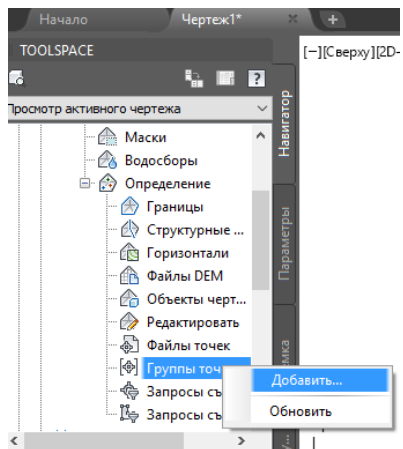 Начало
Чертеж1*
TOOLSPACE
[−][Сверху][2D-
Просмотр активного чертежа
Навигатор
Маски
Водосборы
Определение
Границы
Структурные ...
Горизонтали
Файлы DEM
Объекты черт...
Параметры
Редактировать
Файлы точек
Группы точ
Добавить...
Запросы съ
Обновить
Запросы съ